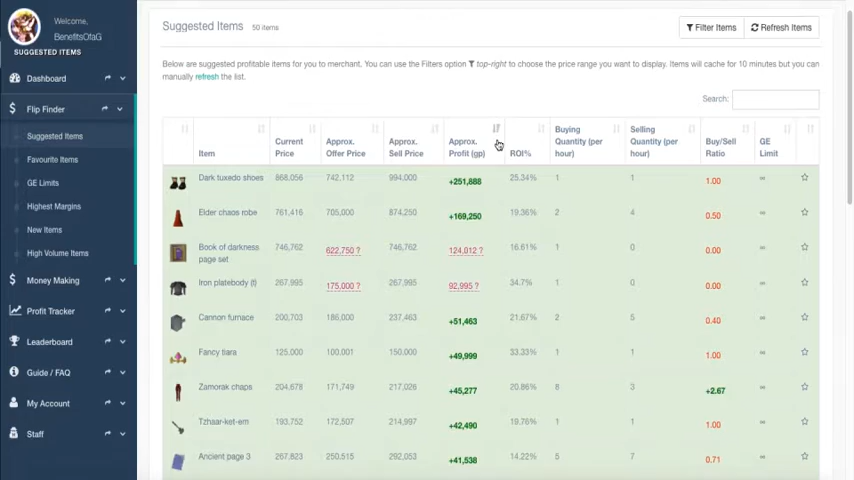 Welcome,
BenefitsOfaG
SUGGESTED ITEMS
Dashboard
Flip Finder
Suggested Items
Favourite Items
GE Limits
Highest Margins
New Items
High Volume Items
Money Making
Profit Tracker
Leaderboard
Guide / FAQ
My Account
Staff
Suggested Items 50 items
Filter Items Refresh Items
Below are suggested profitable items for you to merchant. You can use the Filters option top-right to choose the price range you want to display. Items will cache for 10 minutes but you can
manually refresh the list.
Search:
Item Current Price Approx. Offer Price Approx. Sell Price Approx. Profit (gp) ROI% Buying Quantity (per hour) Selling Quantity (per hour) Buy/Sell Ratio GE Limit
Dark tuxedo shoes 868,056 742,112 994,000 +251,888 25.34% 1 1 1.00 ∞
Elder chaos robe 761,416 705,000 874,250 +169,250 19.36% 2 4 0.50 ∞
Book of darkness page set 746,762 622,750 ? 746,762 124,012 ? 16.61% 1 0 0.00 ∞
Iron platebody (t) 267,995 175,000 ? 267,995 92,995 ? 34.7% 1 0 0.00 ∞
Cannon furnace 200,703 186,000 237,463 +51,463 21.67% 2 5 0.40 ∞
Fancy tiara 125,000 100,001 150,000 +49,999 33.33% 1 1 1.00 ∞
Zamorak chaps 204,678 171,749 217,026 +45,277 20.86% 8 3 +2.67 ∞
Tzhaar-ket-em 193,752 172,507 214,997 +42,490 19.76% 1 1 1.00 ∞
Ancient page 3 267,823 250,515 292,053 +41,538 14.22% 5 7 0.71 ∞